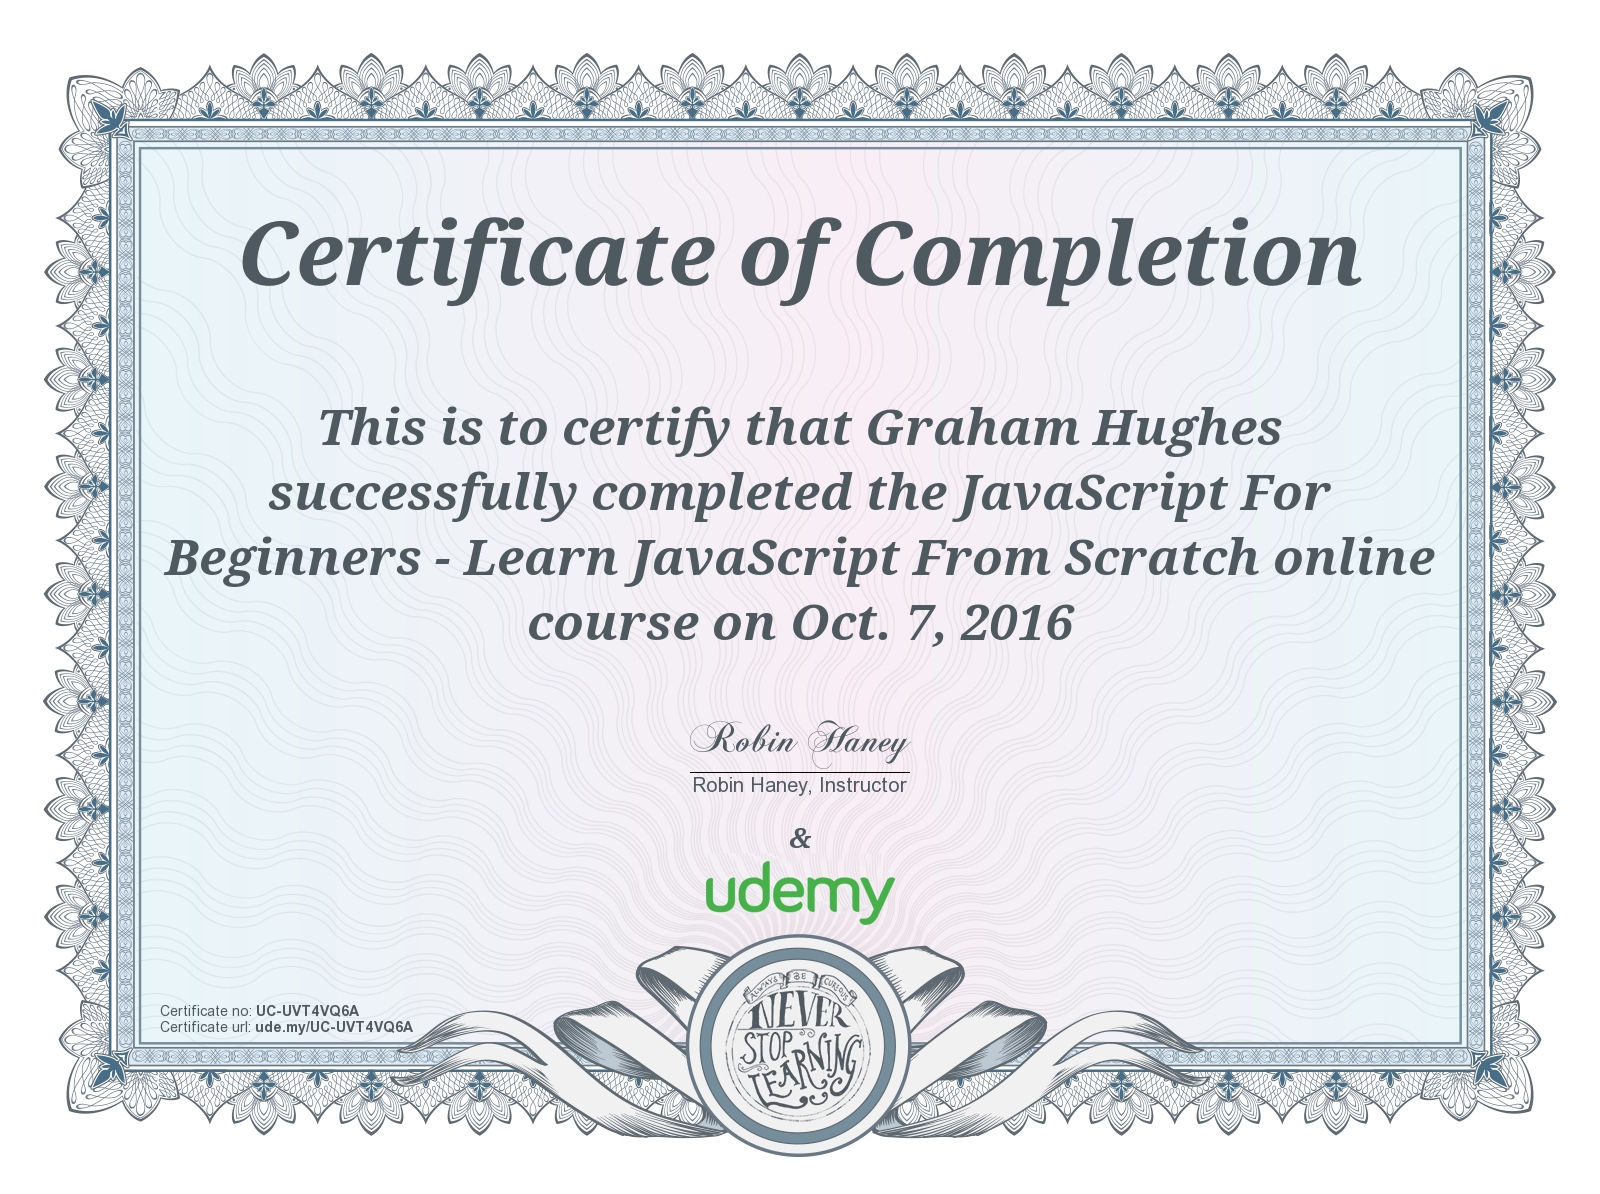 Certificate of Completion
This is to certify that Graham Hughes
successfully completed the JavaScript For
Beginners - Learn JavaScript From Scratch online
course on Oct. 7, 2016
Robin Haney
Robin Haney, Instructor
&
udemy
Certificate no: UC-UVT4VQ6A
Certificate url: ude.my/UC-UVT4VQ6A
ALWAYS BE CURIOUS
NEVER
STOP
LEARNING